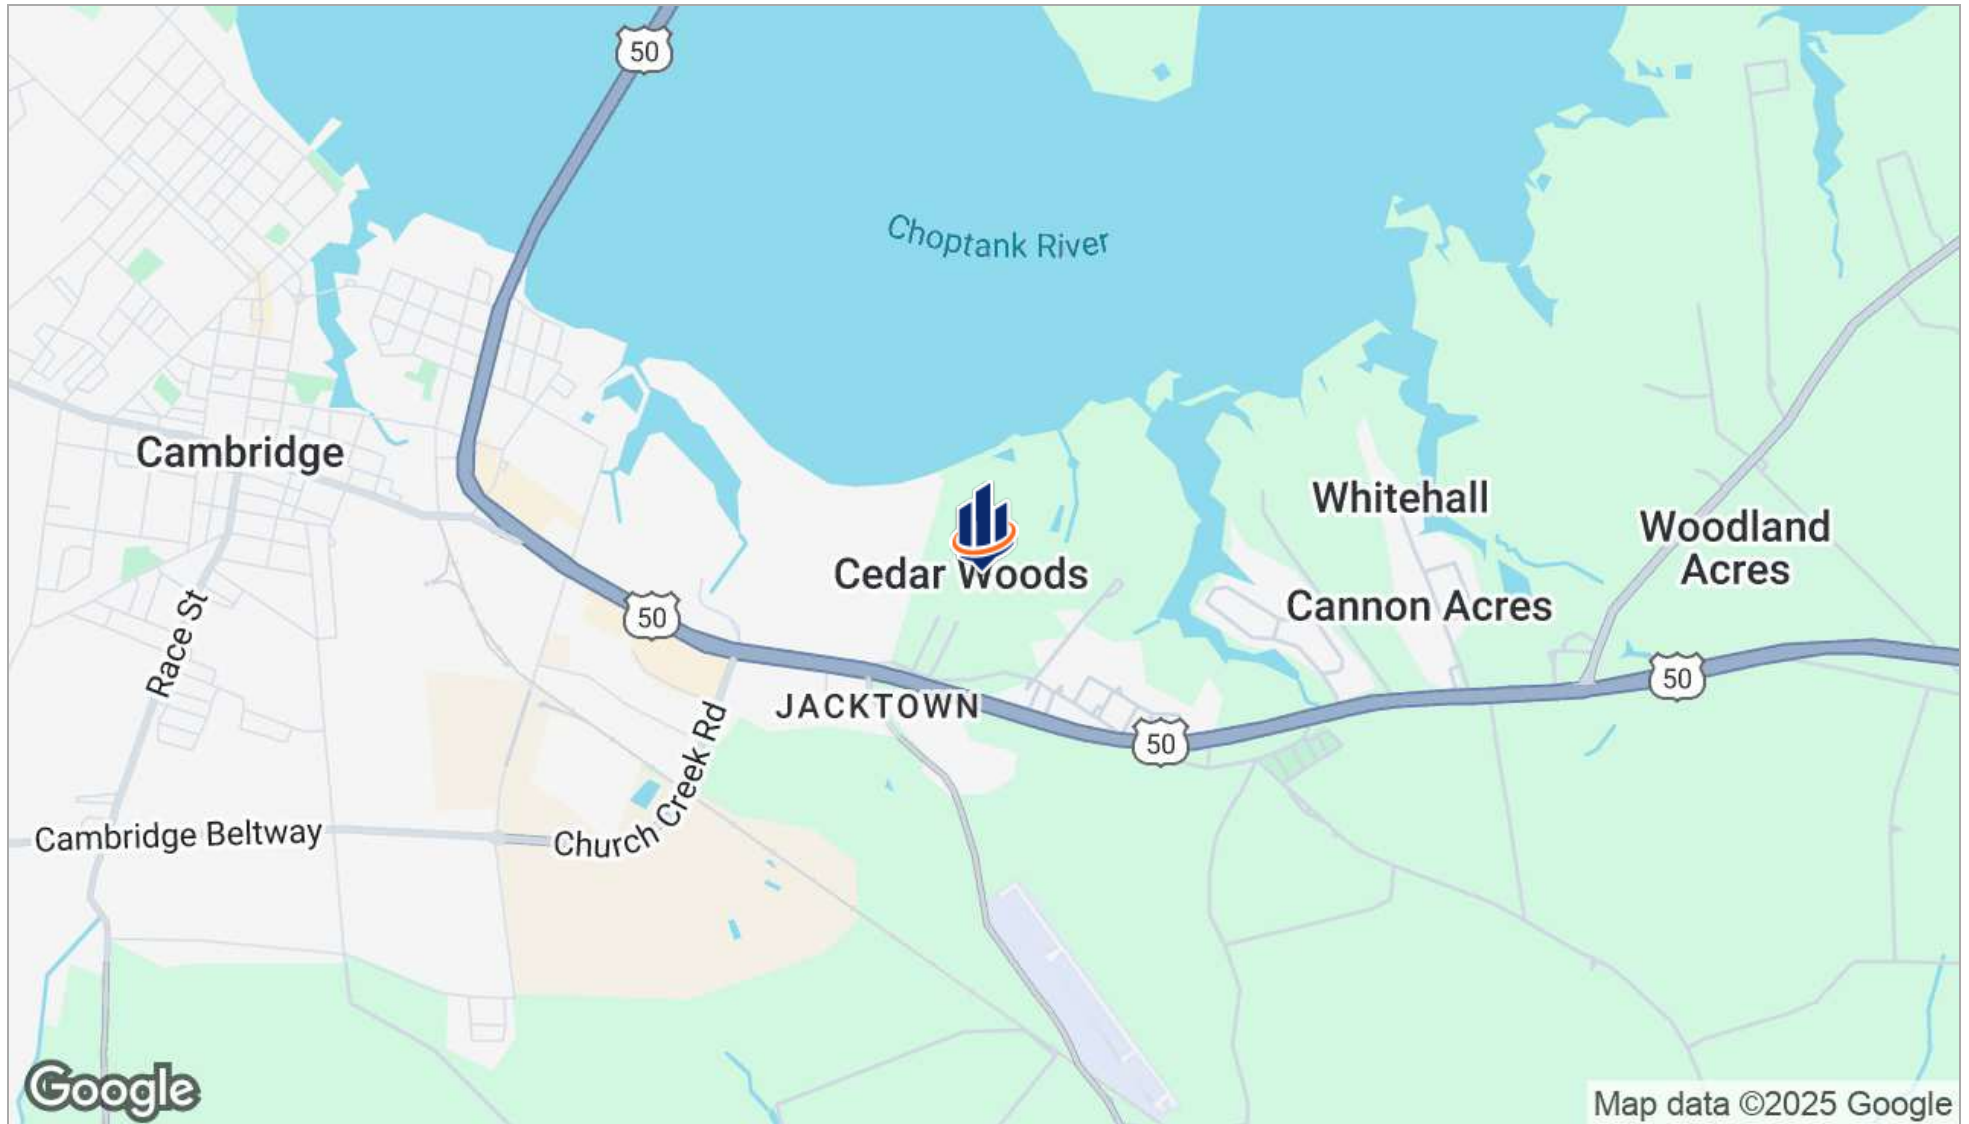 50
Choptank River
Cambridge
Whitehall
Woodland
Acres
Cedar Woods
Cannon Acres
50
Race St
50
JACKTOWN
50
Church Creek Rd
Cambridge Beltway
Google
Map data ©2025 Google